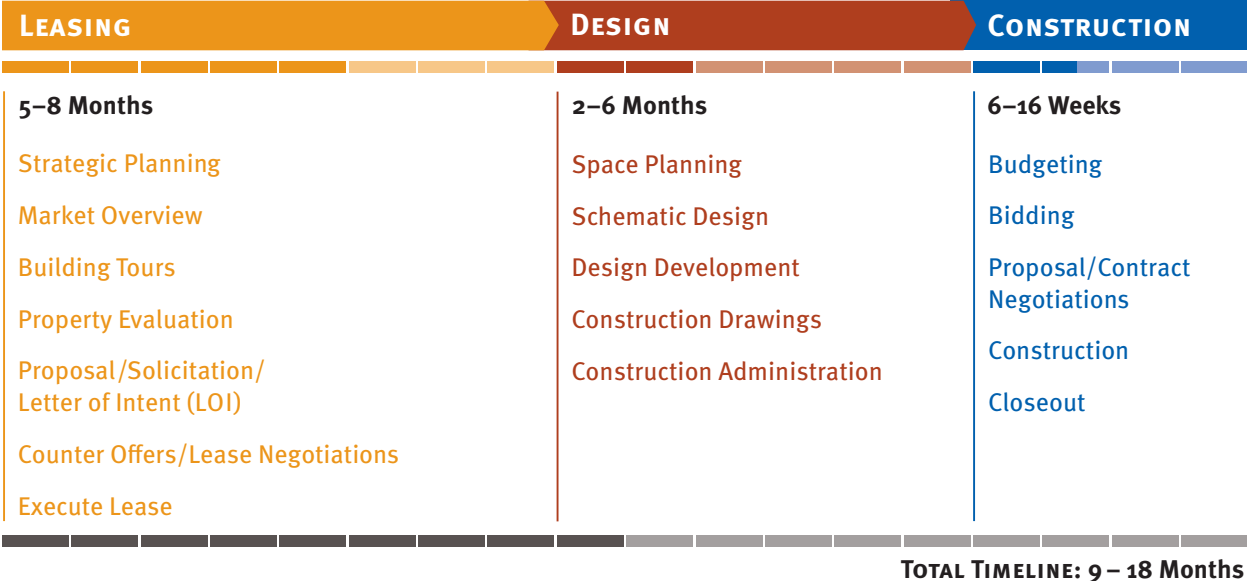 LEASING
DESIGN
CONSTRUCTION
5–8 Months
Strategic Planning
Market Overview
Building Tours
Property Evaluation
Proposal/Solicitation/
Letter of Intent (LOI)
Counter Offers/Lease Negotiations
Execute Lease
2–6 Months
Space Planning
Schematic Design
Design Development
Construction Drawings
Construction Administration
6–16 Weeks
Budgeting
Bidding
Proposal/Contract
Negotiations
Construction
Closeout
TOTAL TIMELINE: 9 – 18 MONTHS